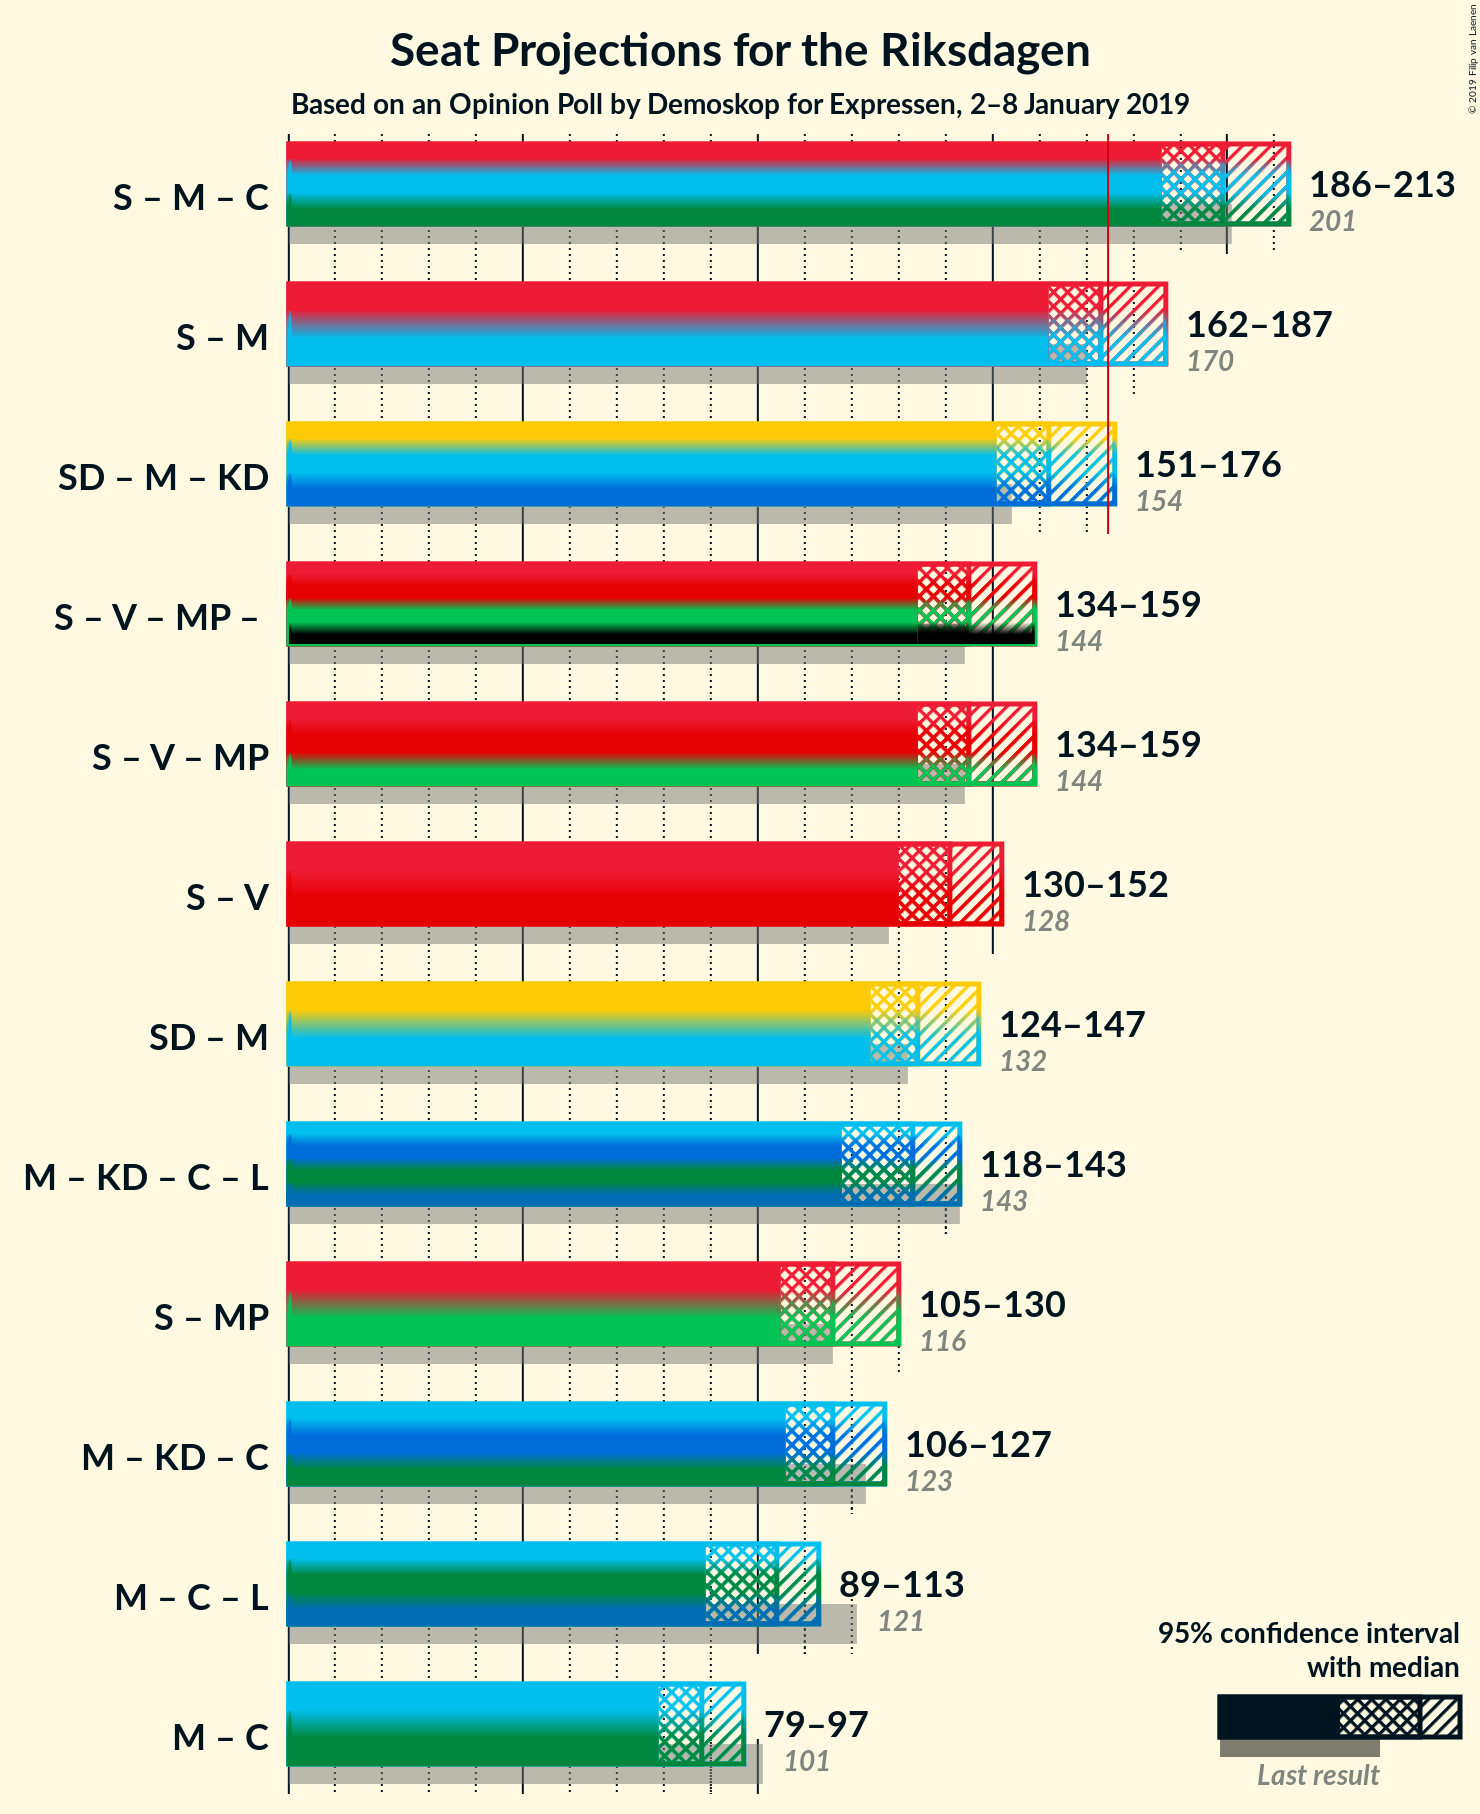 © 2019 Filip van Laenen
Seat Projections for the Riksdagen
Based on an Opinion Poll by Demoskop for Expressen, 2–8 January 2019
S – M – C
186–213
201
S – M
162–187
170
SD – M – KD
151–176
154
S – V – MP –
134–159
144
S – V – MP
134–159
144
S – V
130–152
128
SD – M
124–147
132
M – KD – C – L
118–143
143
S – MP
105–130
116
M – KD – C
106–127
123
M – C – L
89–113
121
M – C
79–97
101
95% confidence interval
with median
Last result